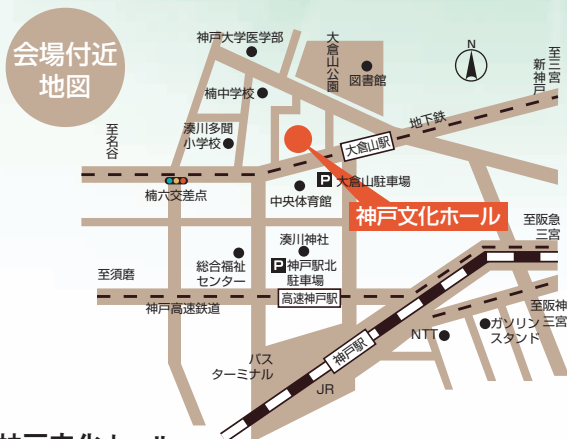 会場付近
地図
神戸大学医学部
大倉山公園
図書館
N
至三宮
新神戸
楠中学校
地下鉄
至名谷
湊川多聞
小学校
大倉山駅
P 大倉山駐車場
楠六交差点
中央体育館
神戸文化ホール
至阪急
三宮
湊川神社
総合福祉
センター
P 神戸駅北
駐車場
至須磨
高速神戸駅
神戸高速鉄道
至阪神
三宮
ガソリン
スタンド
NTT
神戸駅
バス
ターミナル
JR